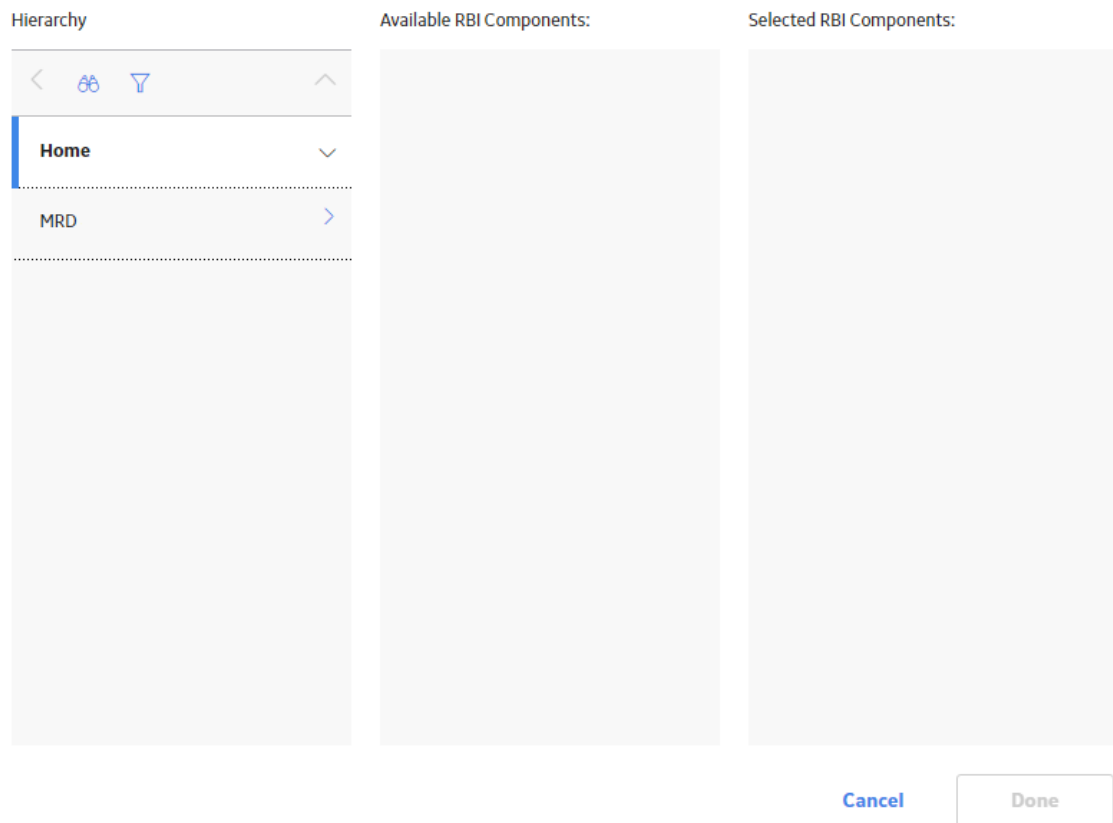 Hierarchy
Available RBI Components:
Selected RBI Components:
Home
MRD
Cancel
Done